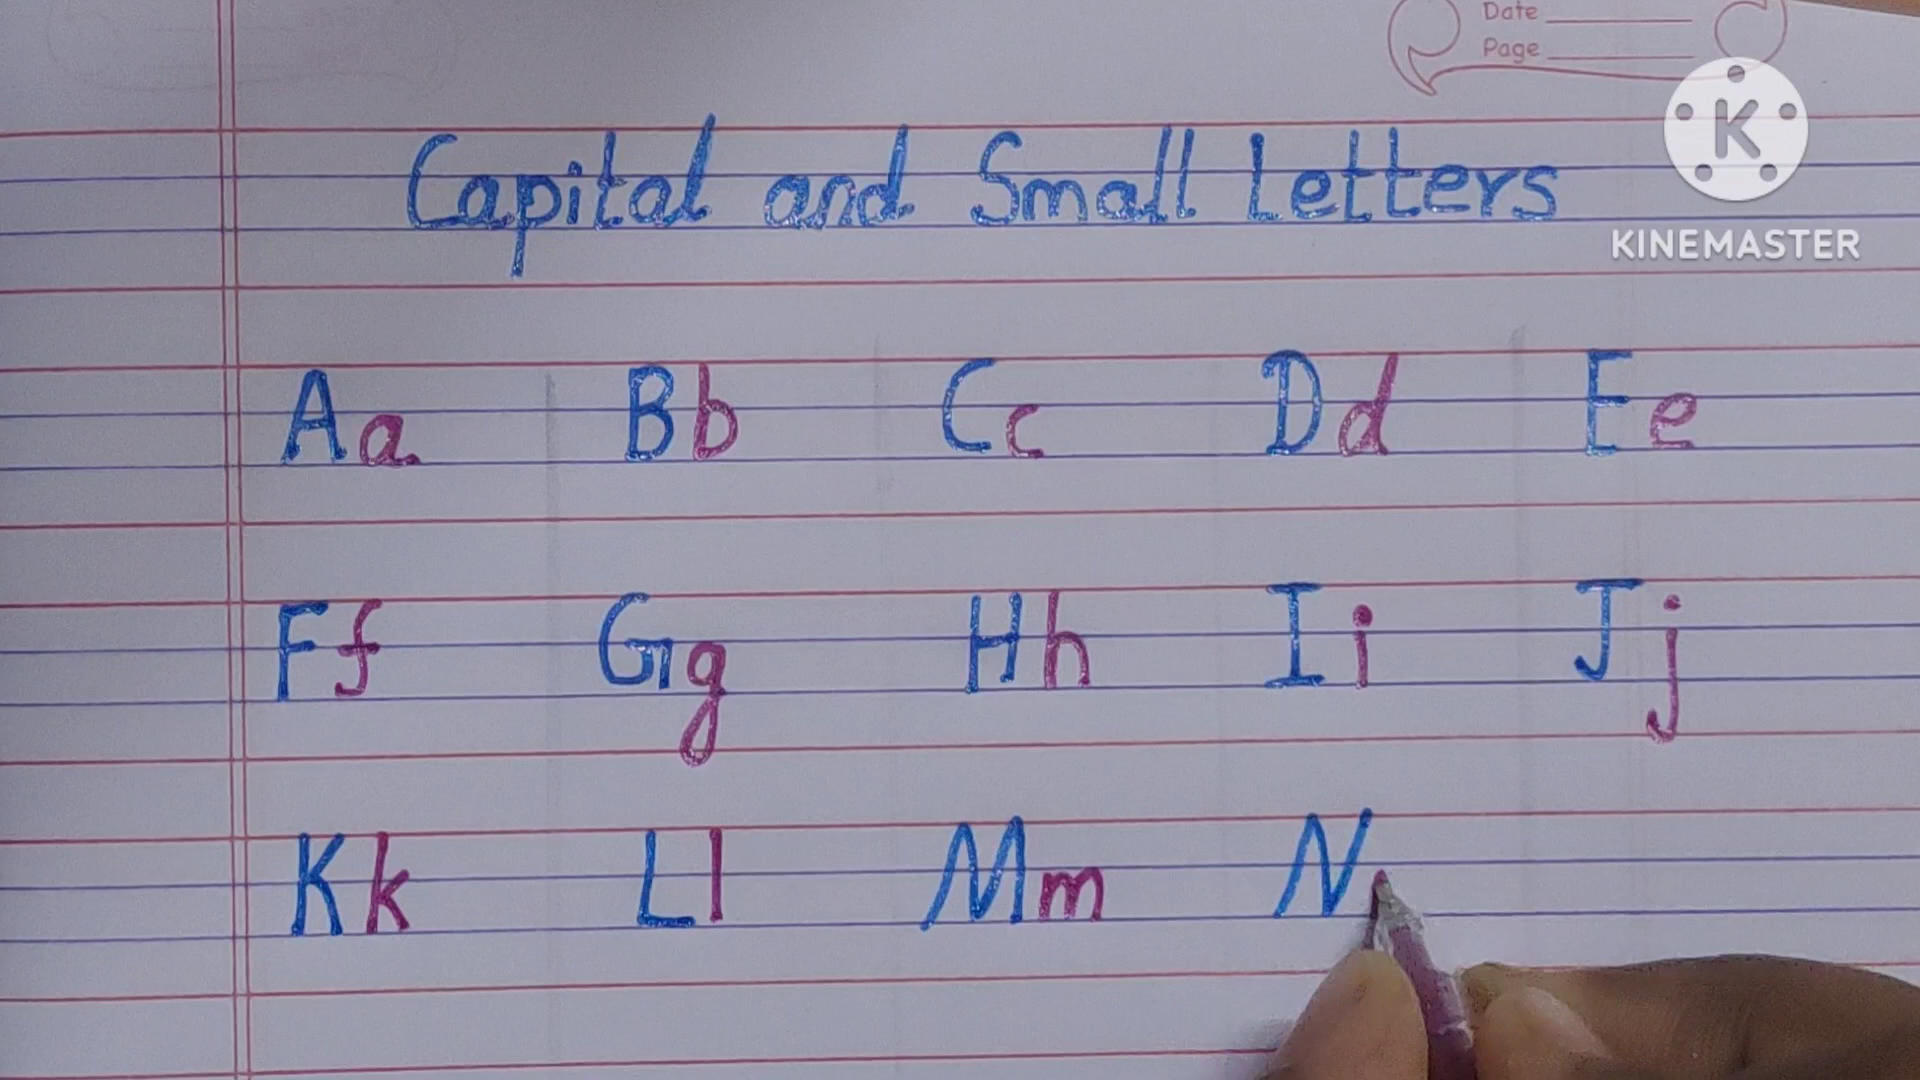 Date
Page
K
KINEMASTER
Capital and Small Letters
Aa Bb Cc Dd Ee
Ff Gg Hh Ii Jj
Kk Ll Mm N